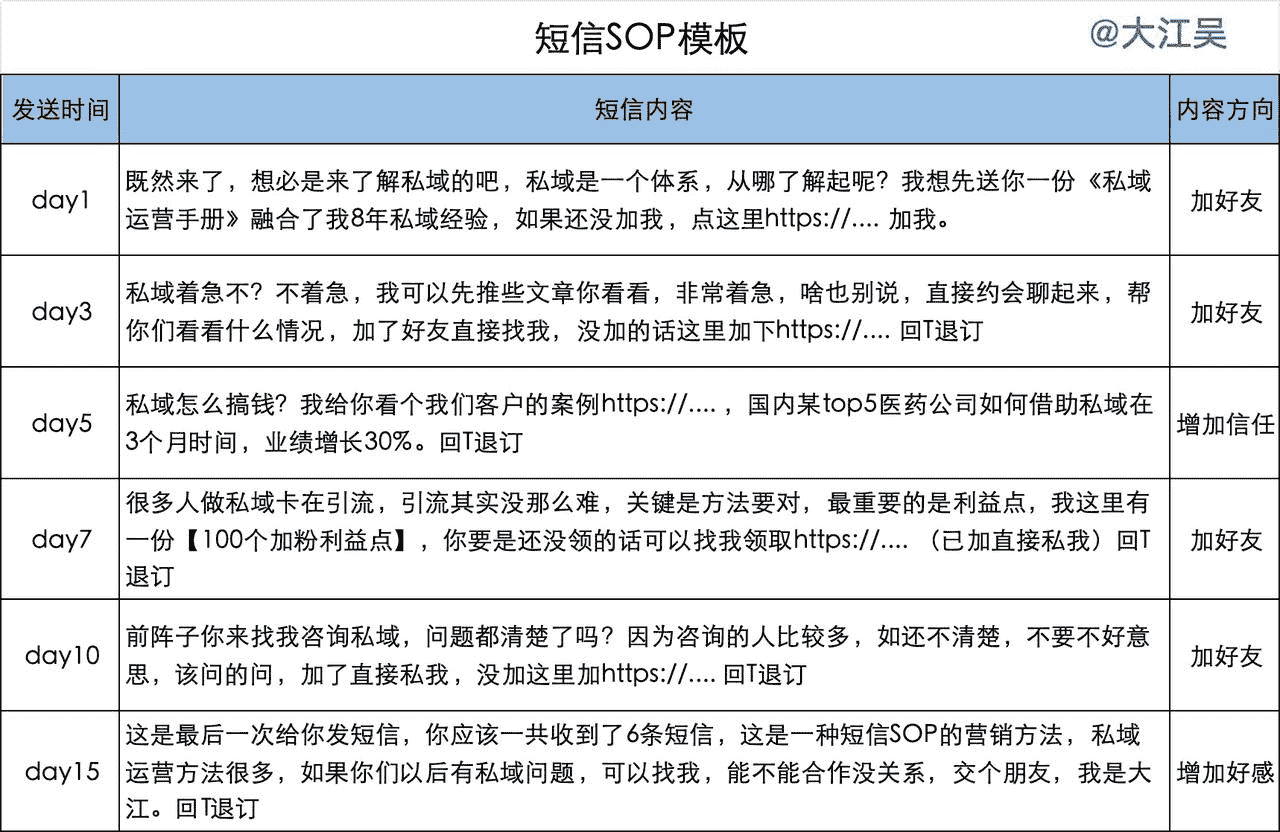 短信SOP模板
@大江吴
发送时间
短信内容
内容方向
day1
既然来了，想必是来了解私域的吧，私域是一个体系，从哪了解起呢？我想先送你一份《私域
运营手册》融合了我8年私域经验，如果还没加我，点这里https://.... 加我。
加好友
day3
私域着急不？不着急，我可以先推些文章你看看，非常着急，啥也别说，直接约会聊起来，帮
你们看看什么情况，加了好友直接找我，没加的话这里加下https://.... 回T退订
加好友
day5
私域怎么搞钱？我给你看个我们客户的案例https://.... ，国内某top5医药公司如何借助私域在
3个月时间，业绩增长30%。回T退订
增加信任
day7
很多人做私域卡在引流，引流其实没那么难，关键是方法要对，最重要的是利益点，我这里有
一份【100个加粉利益点】，你要是还没领的话可以找我领取https://.... （已加直接私我）回T
退订
加好友
day10
前阵子你来找我咨询私域，问题都清楚了吗？因为咨询的人比较多，如还不清楚，不要不好意
思，该问的问，加了直接私我，没加这里加https://.... 回T退订
加好友
day15
这是最后一次给你发短信，你应该一共收到了6条短信，这是一种短信SOP的营销方法，私域
运营方法很多，如果你们以后有私域问题，可以找我，能不能合作没关系，交个朋友，我是大
江。回T退订
增加好感